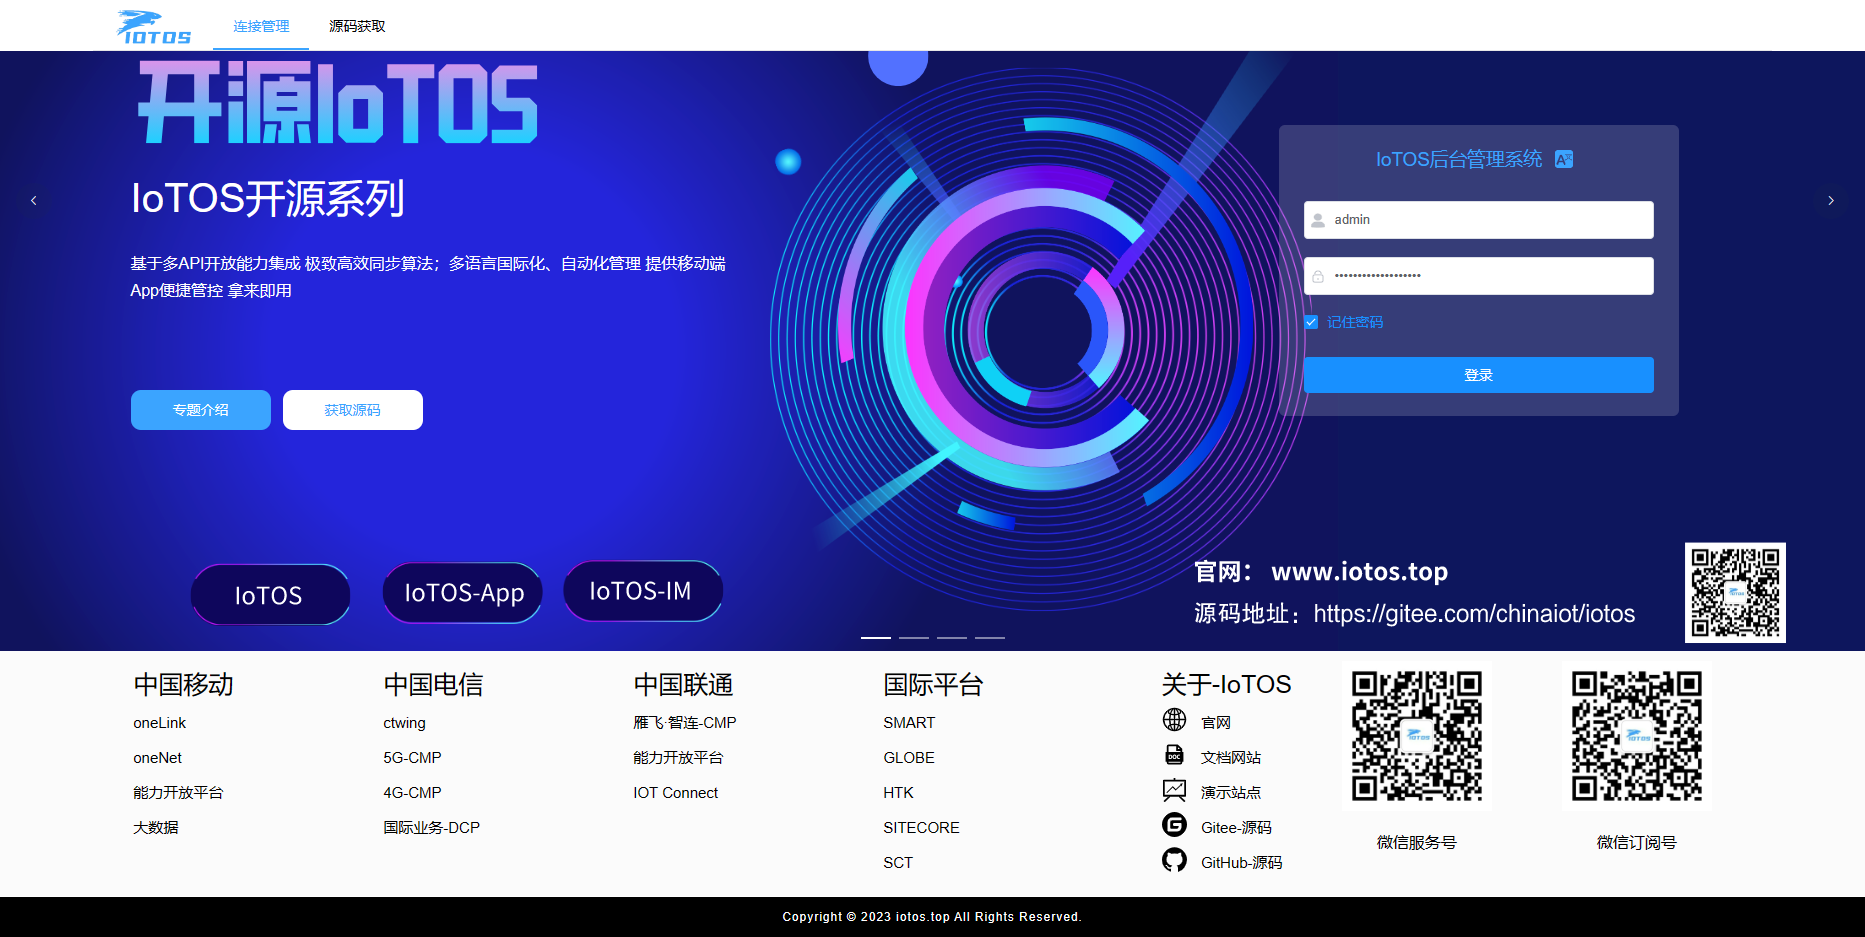 IOTOS
连接管理
源码获取
开源IoTOS
IoTOS开源系列
基于多API开放能力集成 极致高效同步算法；多语言国际化、自动化管理 提供移动端
App便捷管控 拿来即用
专题介绍
获取源码
IoTOS后台管理系统
admin
记住密码
登录
IoTOS
IoTOS-App
IoTOS-IM
官网： www.iotos.top
源码地址：https://gitee.com/chinaiot/iotos
中国移动
oneLink
oneNet
能力开放平台
大数据
中国电信
ctwing
5G-CMP
4G-CMP
国际业务-DCP
中国联通
雁飞·智连-CMP
能力开放平台
IOT Connect
国际平台
SMART
GLOBE
HTK
SITECORE
SCT
关于-IoTOS
官网
文档网站
演示站点
Gitee-源码
GitHub-源码
微信服务号
微信订阅号
Copyright © 2023 iotos.top All Rights Reserved.